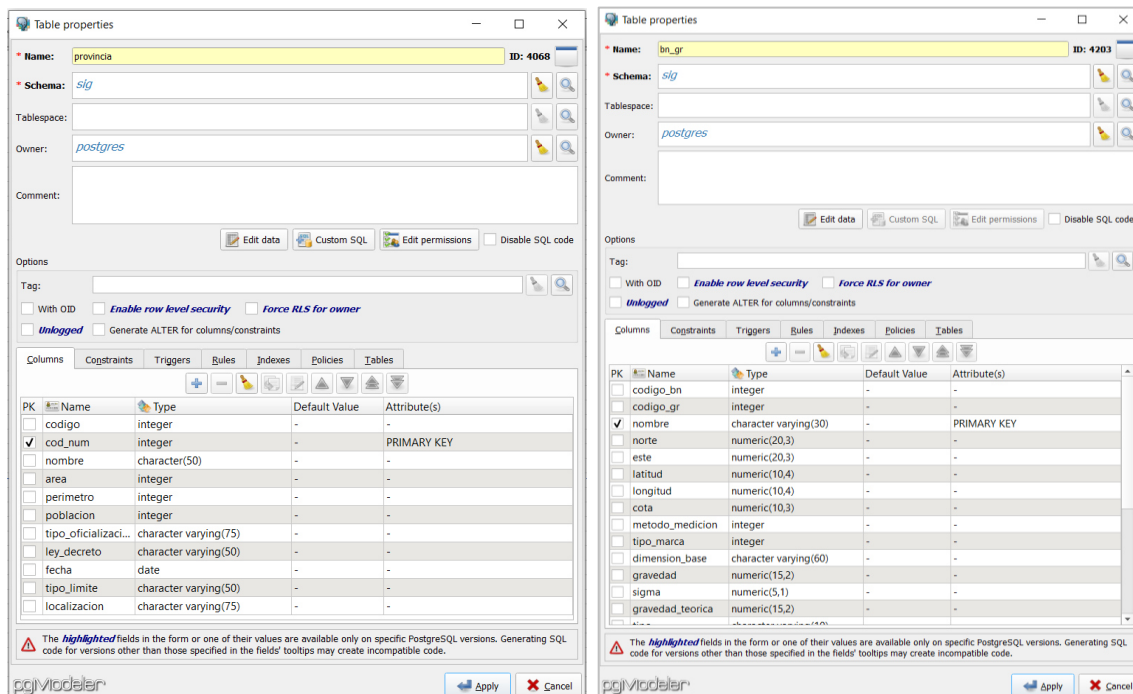 Table properties
* Name: provincia ID: 4068
* Schema: sig
Tablespace:
Owner: postgres
Comment:
Edit data Custom SQL Edit permissions Disable SQL code
Options
Tag:
With OID Enable row level security Force RLS for owner
Unlogged Generate ALTER for columns/constraints
Columns Constraints Triggers Rules Indexes Policies Tables
PK Name Type Default Value Attribute(s)
codigo integer - -
cod_num integer - PRIMARY KEY
nombre character(50) - -
area integer - -
perimetro integer - -
poblacion integer - -
tipo_oficializaci... character varying(75) - -
ley_decreto character varying(50) - -
fecha date - -
tipo_limite character varying(50) - -
localizacion character varying(75) - -
The highlighted fields in the form or one of their values are available only on specific PostgreSQL versions. Generating SQL
code for versions other than those specified in the fields' tooltips may create incompatible code.
pgModeler Apply Cancel
Table properties
* Name: bn_gr ID: 4203
* Schema: sig
Tablespace:
Owner: postgres
Comment:
Edit data Custom SQL Edit permissions Disable SQL code
Options
Tag:
With OID Enable row level security Force RLS for owner
Unlogged Generate ALTER for columns/constraints
Columns Constraints Triggers Rules Indexes Policies Tables
PK Name Type Default Value Attribute(s)
codigo_bn integer - -
codigo_gr integer - -
nombre character varying(30) - PRIMARY KEY
norte numeric(20,3) - -
este numeric(20,3) - -
latitud numeric(10,4) - -
longitud numeric(10,4) - -
cota numeric(10,3) - -
metodo_medicion integer - -
tipo_marca integer - -
dimension_base character varying(60) - -
gravedad numeric(15,2) - -
sigma numeric(5,1) - -
gravedad_teorica numeric(15,2) - -
The highlighted fields in the form or one of their values are available only on specific PostgreSQL versions. Generating SQL
code for versions other than those specified in the fields' tooltips may create incompatible code.
pgModeler Apply Cancel